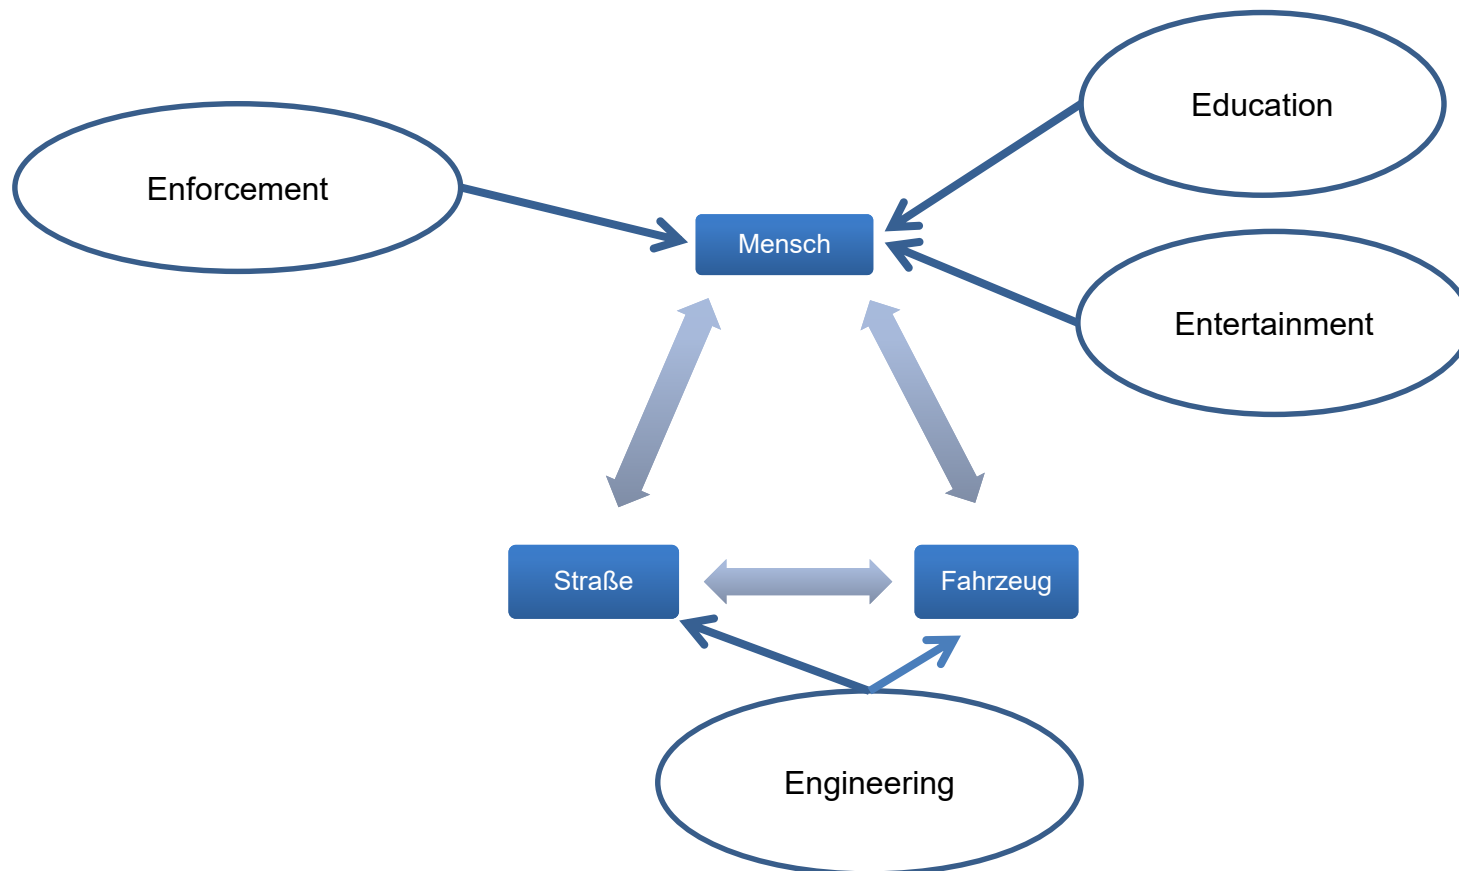 Education
Enforcement
Mensch
Entertainment
Straße
Fahrzeug
Engineering